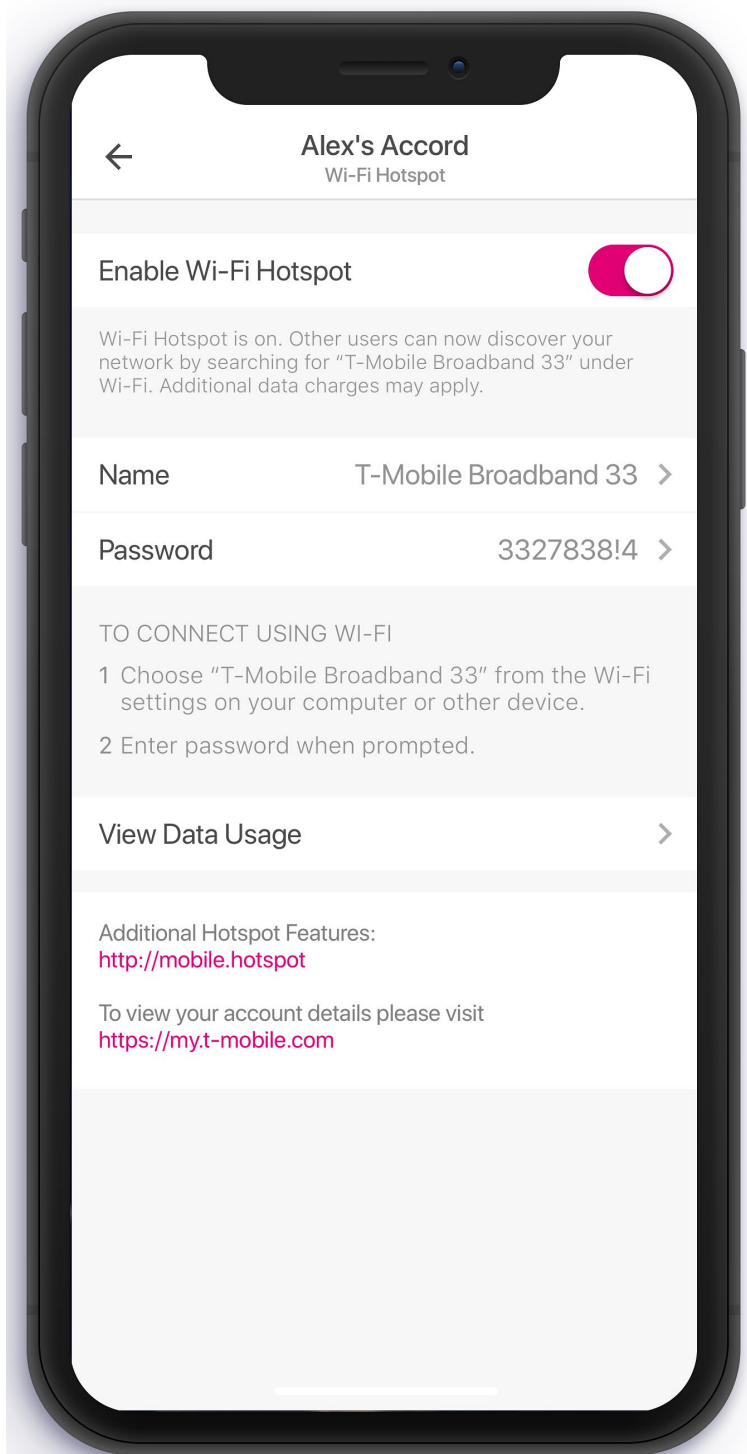 Alex's Accord
Wi-Fi Hotspot
Enable Wi-Fi Hotspot
Wi-Fi Hotspot is on. Other users can now discover your
network by searching for “T-Mobile Broadband 33” under
Wi-Fi. Additional data charges may apply.
Name T-Mobile Broadband 33
Password 3327838!4
TO CONNECT USING WI-FI
1 Choose “T-Mobile Broadband 33” from the Wi-Fi
settings on your computer or other device.
2 Enter password when prompted.
View Data Usage
Additional Hotspot Features:
http://mobile.hotspot
To view your account details please visit
https://my.t-mobile.com